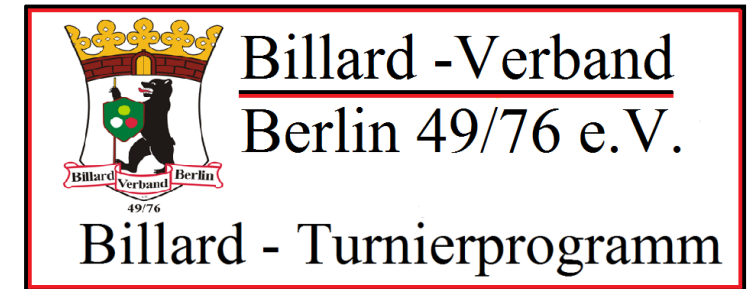 Billard -Verband
Berlin 49/76 e.V.
Billard Verband Berlin
49/76
Billard - Turnierprogramm